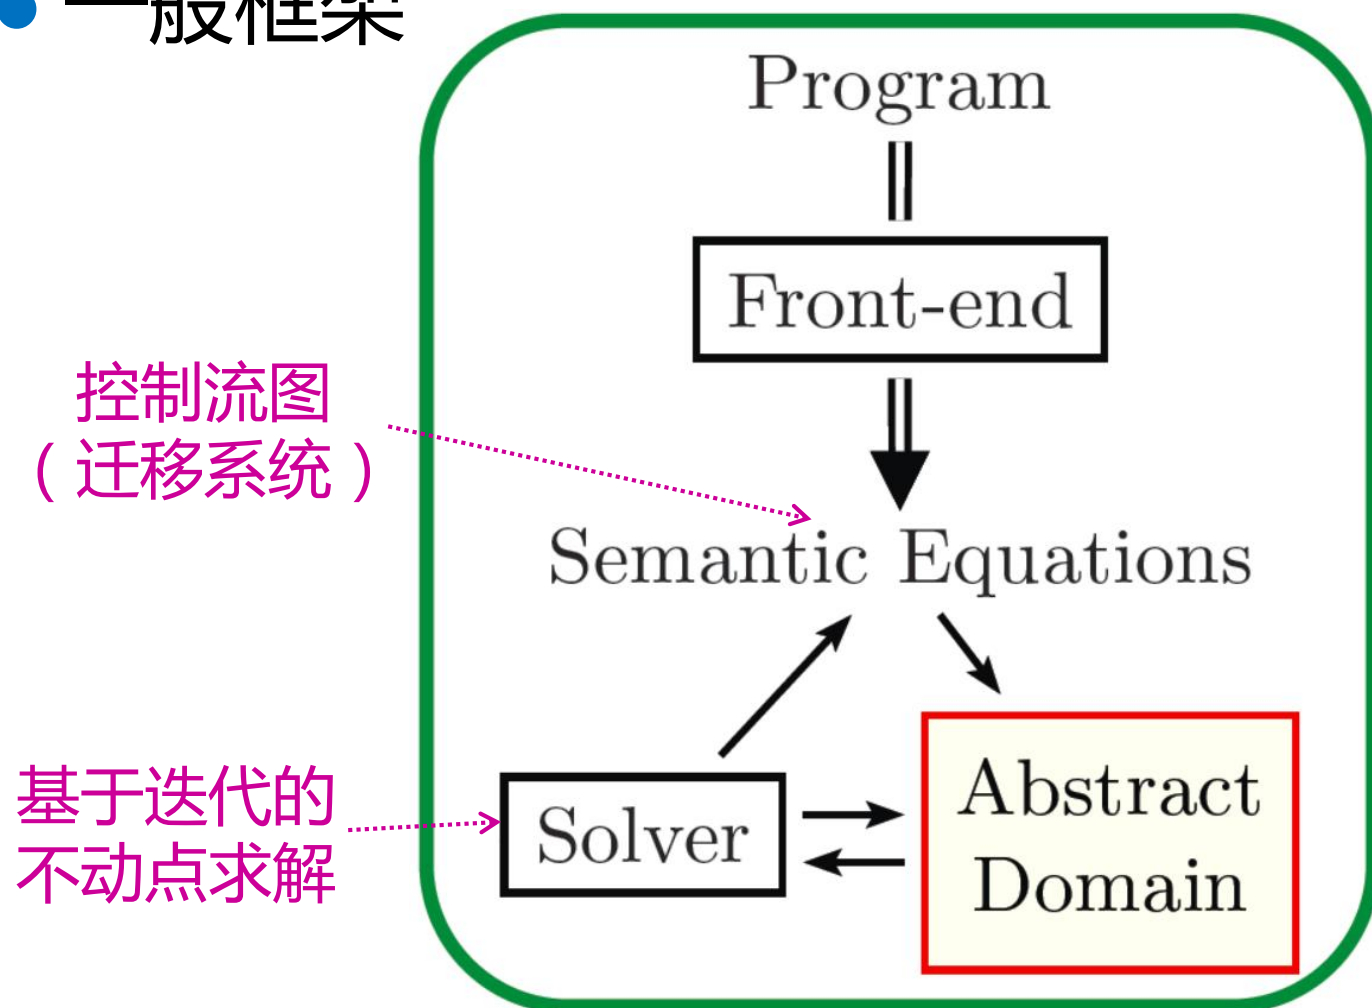 一般框架
Program
Front-end
控制流图
（迁移系统）
Semantic Equations
基于迭代的
不动点求解
Solver
Abstract
Domain